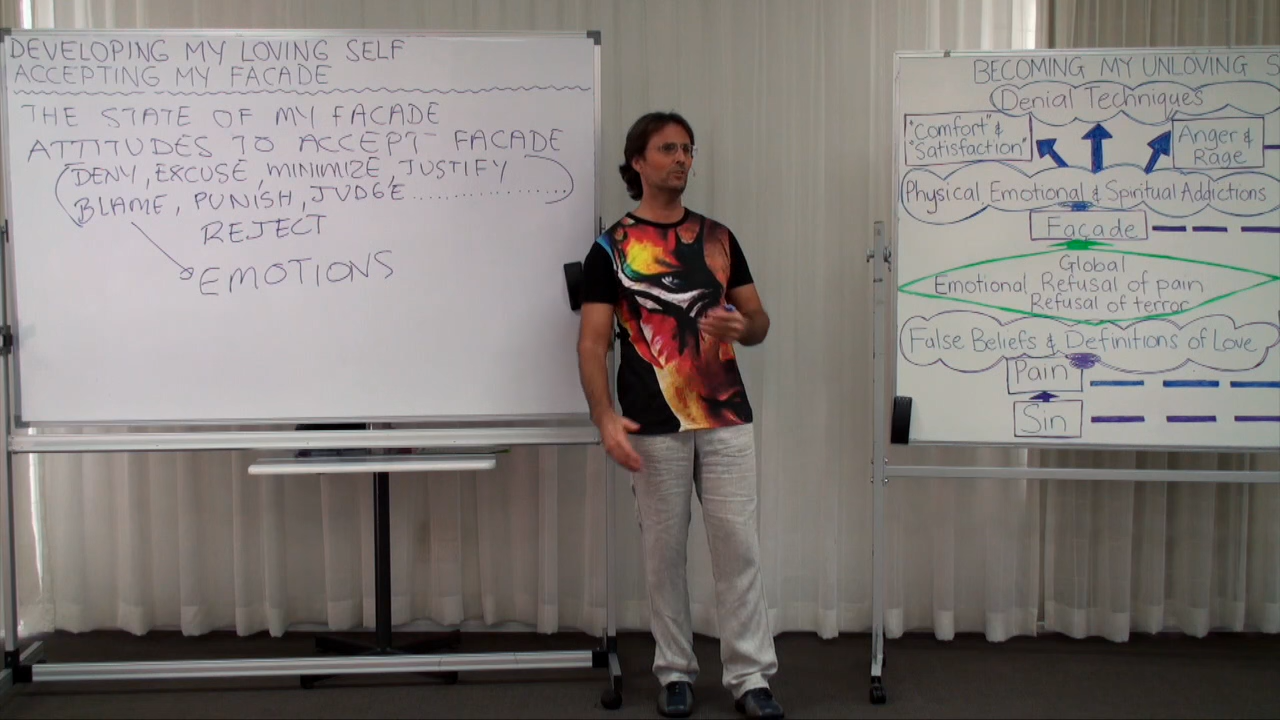 DEVELOPING MY LOVING SELF
ACCEPTING MY FACADE
THE STATE OF MY FACADE
ATTITUDES TO ACCEPT FACADE
(DENY, EXCUSE, MINIMIZE, JUSTIFY
BLAME, PUNISH, JUDGE ..................)
REJECT
EMOTIONS
BECOMING MY UNLOVING S
Denial Techniques
"Comfort" &
"Satisfaction"
Anger &
Rage
Physical, Emotional & Spiritual Addictions
Façade
Global
Emotional Refusal of pain
Refusal of terror
False Beliefs & Definitions of Love
Pain
Sin